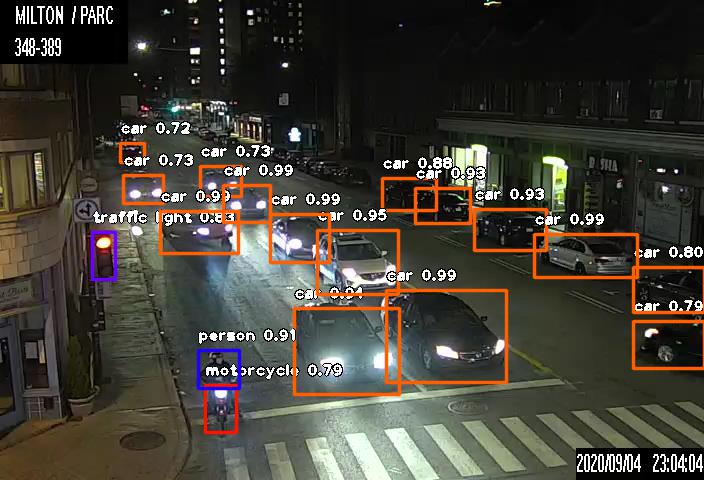 MILTON / PARC
348-389
car 0.72
car 0.73
car 0.73
car 0.99
car 0.88
car 0.93
car 0.99
car 0.99
car 0.95
car 0.93
car 0.99
traffic light 0.83
car 0.80
car 0.99
car 0.94
car 0.79
person 0.91
motorcycle 0.79
2020/09/04 23:04:04